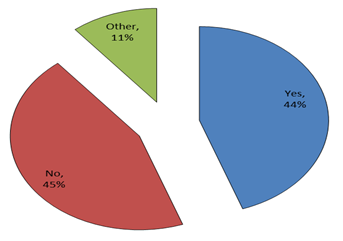 Other,
11%
Yes,
44%
No,
45%